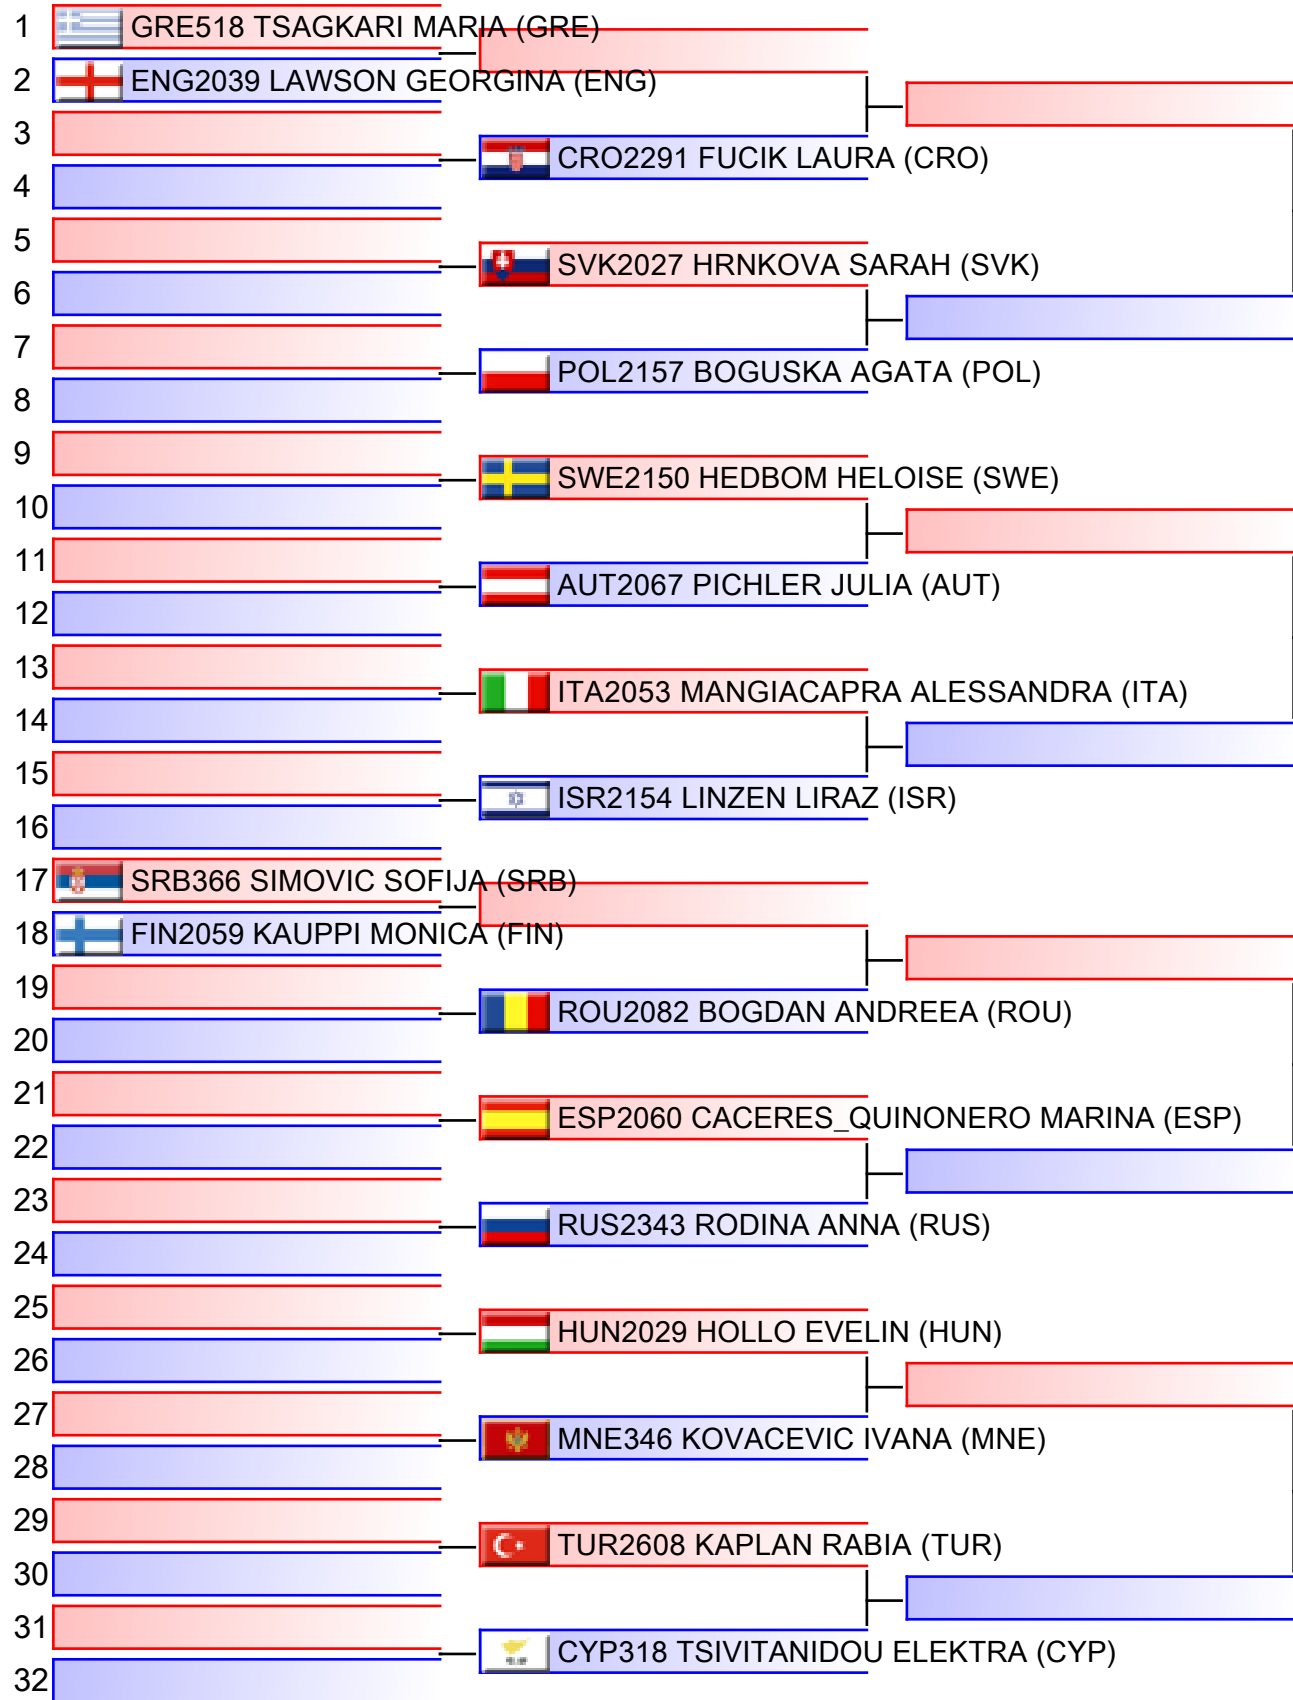 1 GRE518 TSAGKARI MARIA (GRE)
2 ENG2039 LAWSON GEORGINA (ENG)
3
CRO2291 FUCIK LAURA (CRO)
4
5
SVK2027 HRNKOVA SARAH (SVK)
6
7
POL2157 BOGUSKA AGATA (POL)
8
9
SWE2150 HEDBOM HELOISE (SWE)
10
11
AUT2067 PICHLER JULIA (AUT)
12
13
ITA2053 MANGIACAPRA ALESSANDRA (ITA)
14
15
ISR2154 LINZEN LIRAZ (ISR)
16
17 SRB366 SIMOVIC SOFIJA (SRB)
18 FIN2059 KAUPPI MONICA (FIN)
19
ROU2082 BOGDAN ANDREEA (ROU)
20
21
ESP2060 CACERES_QUINONERO MARINA (ESP)
22
23
RUS2343 RODINA ANNA (RUS)
24
25
HUN2029 HOLLO EVELIN (HUN)
26
27
MNE346 KOVACEVIC IVANA (MNE)
28
29
TUR2608 KAPLAN RABIA (TUR)
30
31
CYP318 TSIVITANIDOU ELEKTRA (CYP)
32